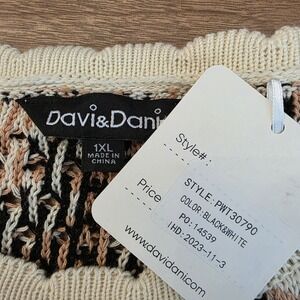 Davi&Dani
1XL
MADE IN
CHINA
Style#:
STYLE: PWT30790
COLOR: BLACK&WHITE
PO: 14539
IHD: 2023-11-3
Price
www.davidani.com